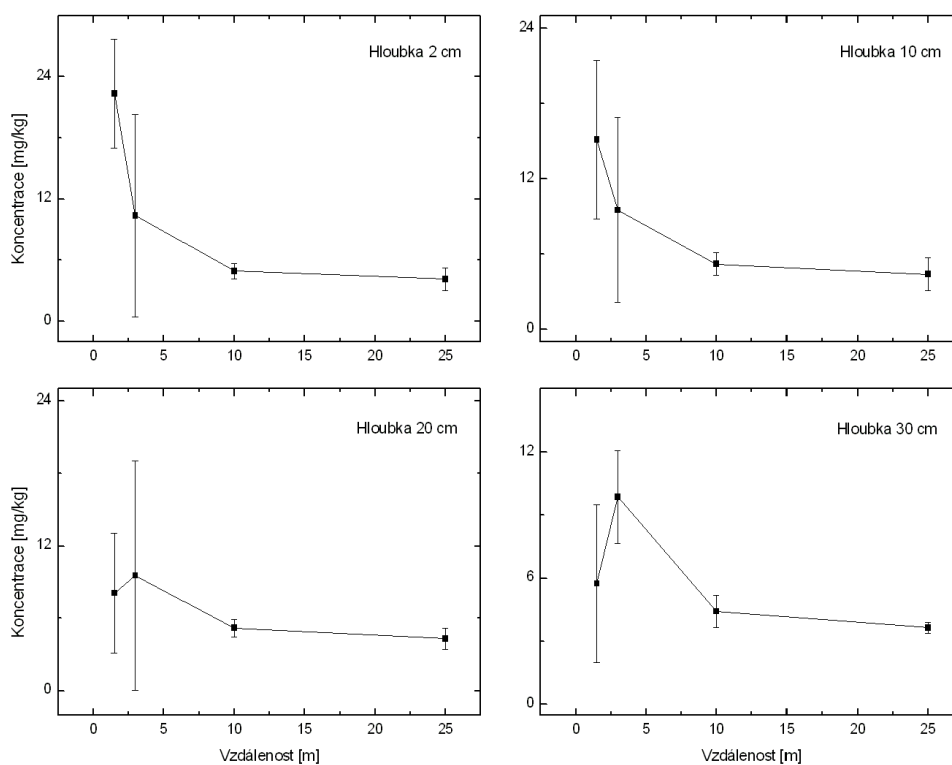 Hloubka 2 cm
Koncentrace [mg/kg]
24
12
0
0 5 10 15 20 25
Hloubka 10 cm
24
12
0
0 5 10 15 20 25
Hloubka 20 cm
Koncentrace [mg/kg]
24
12
0
0 5 10 15 20 25
Vzdálenost [m]
Hloubka 30 cm
12
6
0
0 5 10 15 20 25
Vzdálenost [m]